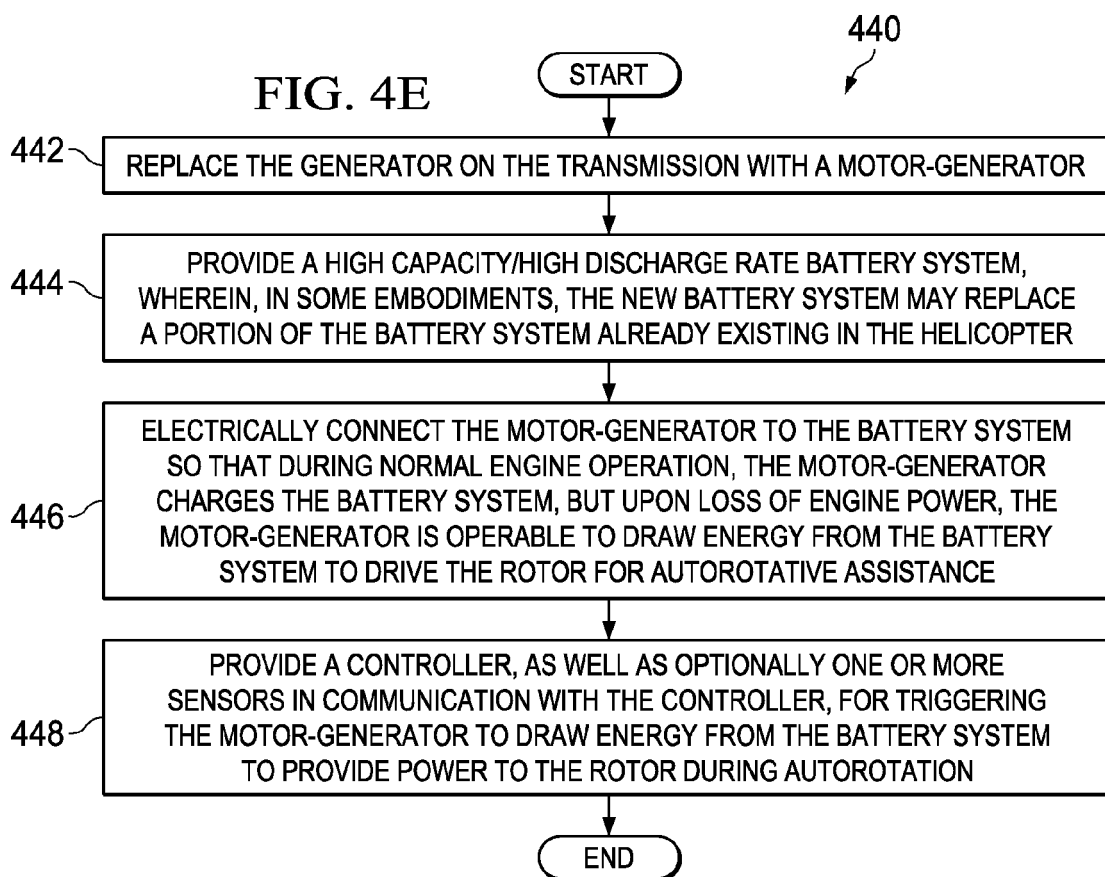 440
START
FIG. 4E
442
REPLACE THE GENERATOR ON THE TRANSMISSION WITH A MOTOR-GENERATOR
444
PROVIDE A HIGH CAPACITY/HIGH DISCHARGE RATE BATTERY SYSTEM,
WHEREIN, IN SOME EMBODIMENTS, THE NEW BATTERY SYSTEM MAY REPLACE
A PORTION OF THE BATTERY SYSTEM ALREADY EXISTING IN THE HELICOPTER
446
ELECTRICALLY CONNECT THE MOTOR-GENERATOR TO THE BATTERY SYSTEM
SO THAT DURING NORMAL ENGINE OPERATION, THE MOTOR-GENERATOR
CHARGES THE BATTERY SYSTEM, BUT UPON LOSS OF ENGINE POWER, THE
MOTOR-GENERATOR IS OPERABLE TO DRAW ENERGY FROM THE BATTERY
SYSTEM TO DRIVE THE ROTOR FOR AUTOROTATIVE ASSISTANCE
448
PROVIDE A CONTROLLER, AS WELL AS OPTIONALLY ONE OR MORE
SENSORS IN COMMUNICATION WITH THE CONTROLLER, FOR TRIGGERING
THE MOTOR-GENERATOR TO DRAW ENERGY FROM THE BATTERY SYSTEM
TO PROVIDE POWER TO THE ROTOR DURING AUTOROTATION
END